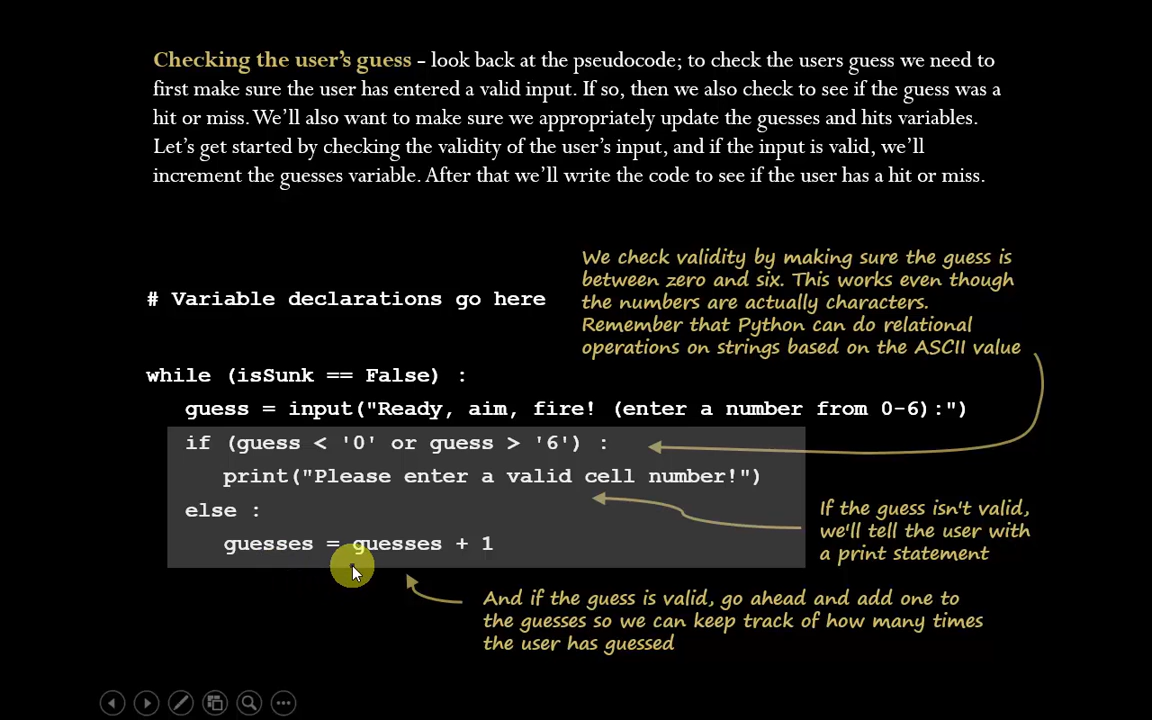 Checking the user's guess - look back at the pseudocode; to check the users guess we need to
first make sure the user has entered a valid input. If so, then we also check to see if the guess was a
hit or miss. We'll also want to make sure we appropriately update the guesses and hits variables.
Let's get started by checking the validity of the user's input, and if the input is valid, we'll
increment the guesses variable. After that we'll write the code to see if the user has a hit or miss.
We check validity by making sure the guess is
between zero and six. This works even though
the numbers are actually characters.
Remember that Python can do relational
operations on strings based on the ASCII value
# Variable declarations go here
while (isSunk == False) :
guess = input("Ready, aim, fire! (enter a number from 0-6):")
if (guess < '0' or guess > '6') :
print("Please enter a valid cell number!")
else :
guesses = guesses + 1
If the guess isn't valid,
we'll tell the user with
a print statement
And if the guess is valid, go ahead and add one to
the guesses so we can keep track of how many times
the user has guessed